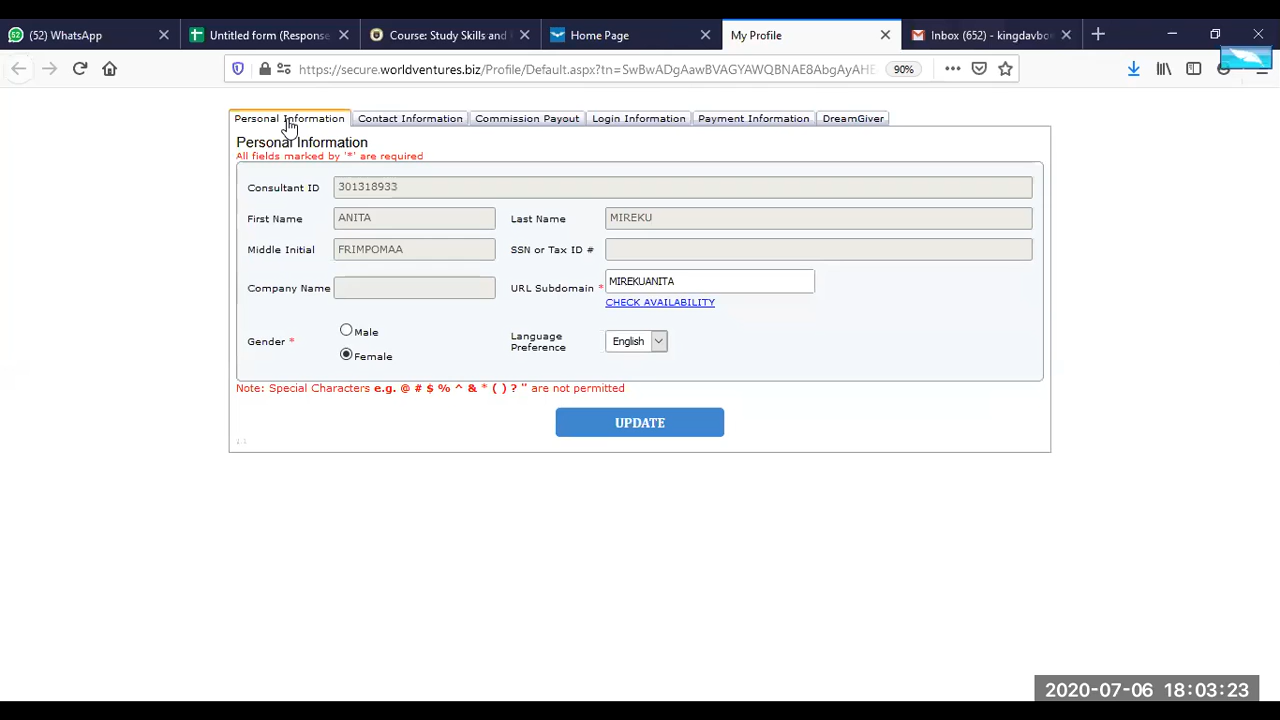 (52) WhatsApp
Untitled form (Response
Course: Study Skills and
Home Page
My Profile
Inbox (652) - kingdavbo
https://secure.worldventures.biz/Profile/Default.aspx?tn=SwBwADgAawBVAGYAWQBNAE8AbgAyAHE
90%
Personal Information
Contact Information
Commission Payout
Login Information
Payment Information
DreamGiver
Personal Information
All fields marked by '*' are required
Consultant ID 301318933
First Name ANITA Last Name MIREKU
Middle Initial FRIMPOMAA SSN or Tax ID #
Company Name URL Subdomain * MIREKUANITA
CHECK AVAILABILITY
Gender * Male
Female
Language Preference English
Note: Special Characters e.g. @ # $ % ^ & * ( ) ? " are not permitted
UPDATE
2020-07-06 18:03:23